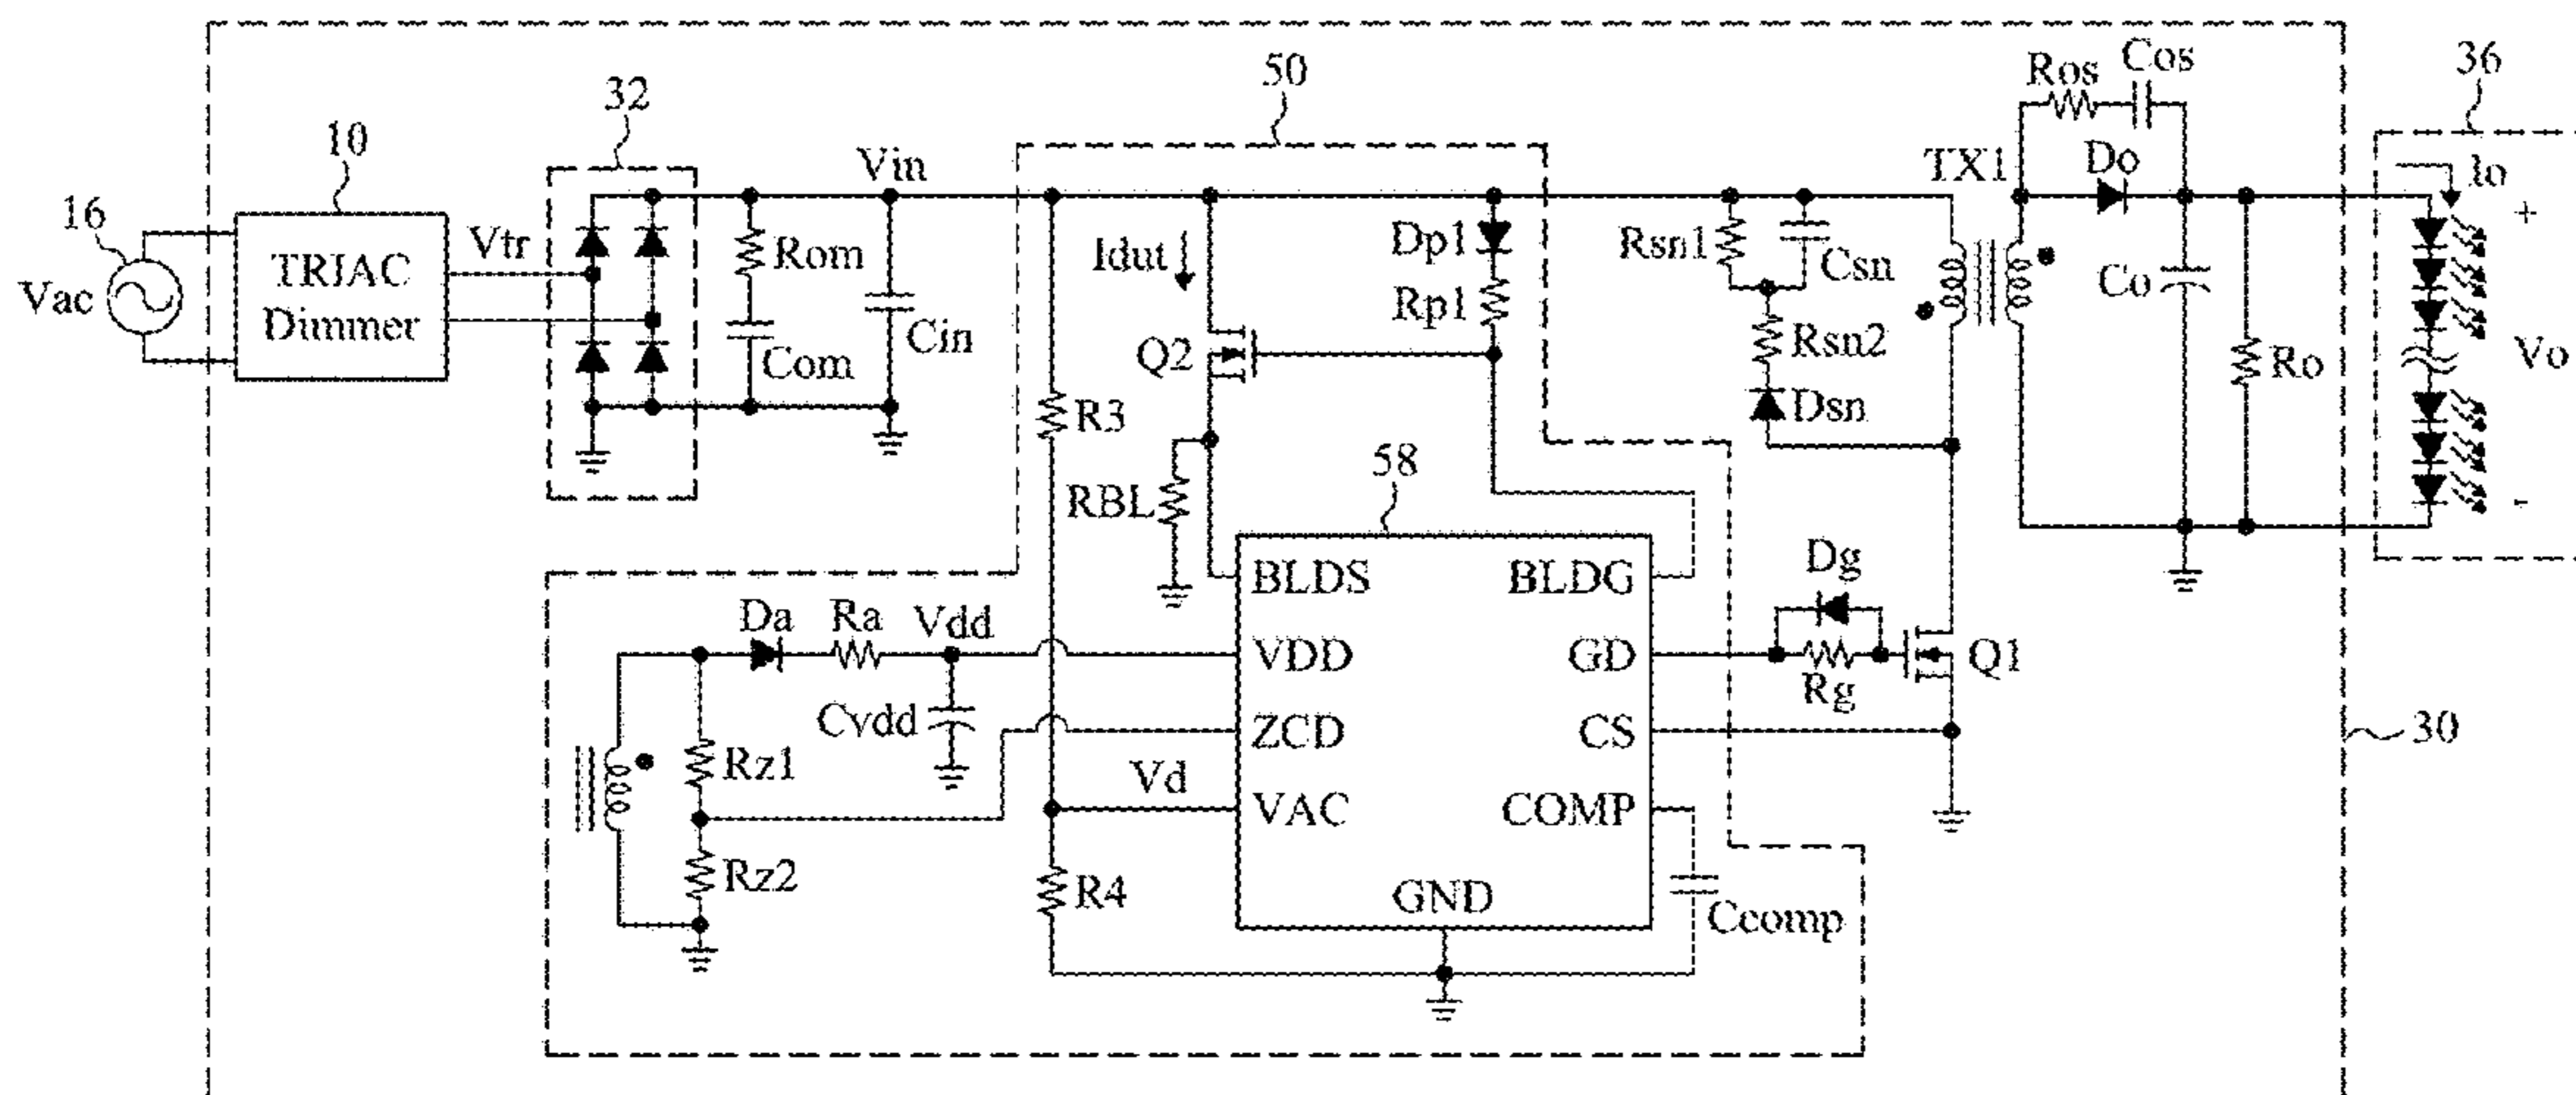 50
36
Cos
Ros
32
10
Io
16
Vin
TX1
Do
+
TRIAC
Dimmer
Vtr
Vac
Rom
Idut
Dp1
Rp1
Rsn1
Csn
Co
Com
Cin
Q2
Rsn2
Ro
Vo
R3
Dsn
58
RBL
-
BLDS
BLDG
Dg
Da
Ra
Vdd
VDD
GD
Q1
Rg
Cvdd
ZCD
CS
30
Rz1
Vd
VAC
COMP
Rz2
R4
GND
Ccomp